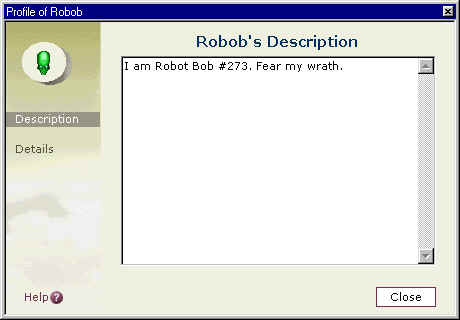 Profile of Robob
Robob's Description
I am Robot Bob #273. Fear my wrath.
Description
Details
Help?
Close